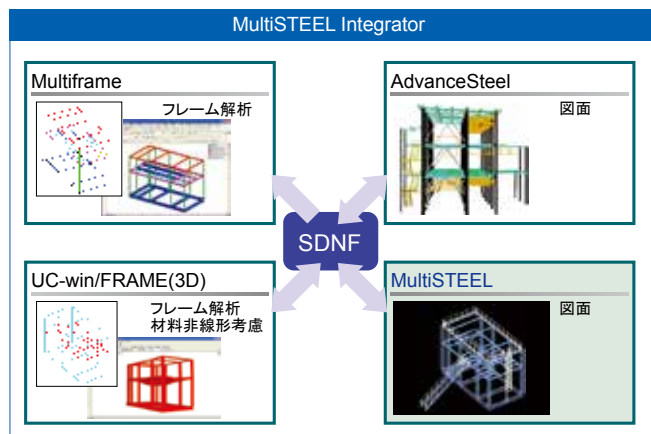 MultiSTEEL Integrator
Multiframe
フレーム解析
AdvanceSteel
図面
SDNF
UC-win/FRAME(3D)
フレーム解析
材料非線形考慮
MultiSTEEL
図面